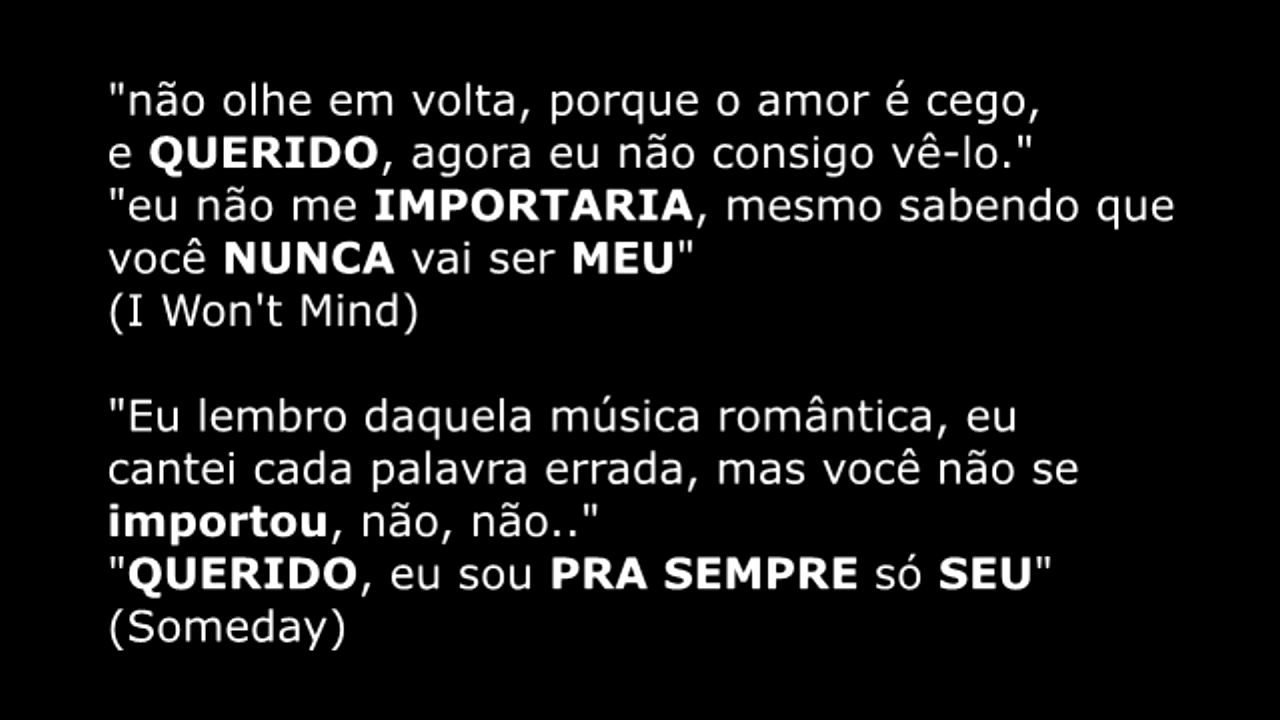 "não olhe em volta, porque o amor é cego,
e QUERIDO, agora eu não consigo vê-lo."
"eu não me IMPORTARIA, mesmo sabendo que
você NUNCA vai ser MEU"
(I Won't Mind)
"Eu lembro daquela música romântica, eu
cantei cada palavra errada, mas você não se
importou, não, não.."
"QUERIDO, eu sou PRA SEMPRE só SEU"
(Someday)